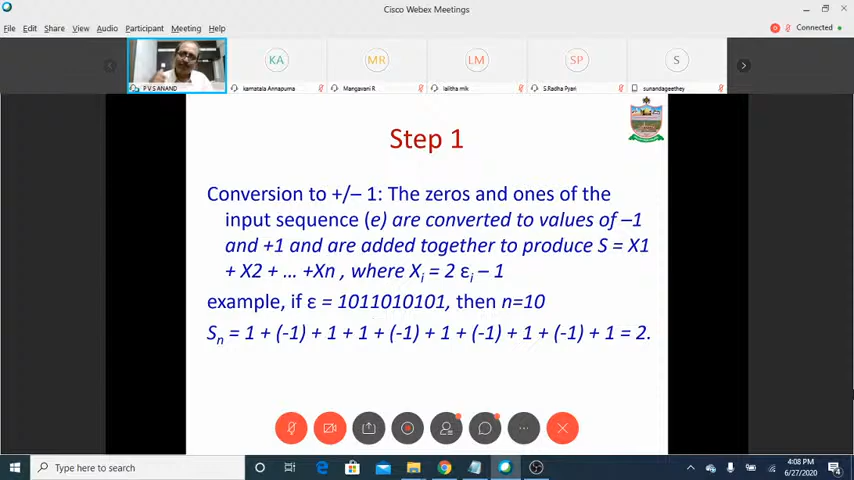 Cisco Webex Meetings
File Edit Share View Audio Participant Meeting Help
Connected
KA
MR
LM
SP
S
P V S ANAND
kamatala Annapurna
Mangavani R
lalitha mik
S.Radha Pyari
sunandageethey
Step 1
Conversion to +/– 1: The zeros and ones of the
input sequence (e) are converted to values of –1
and +1 and are added together to produce S = X1
+ X2 + … +Xn , where Xi = 2 εi – 1
example, if ε = 1011010101, then n=10
Sn = 1 + (-1) + 1 + 1 + (-1) + 1 + (-1) + 1 + (-1) + 1 = 2.
Type here to search
4:08 PM
6/27/2020
4